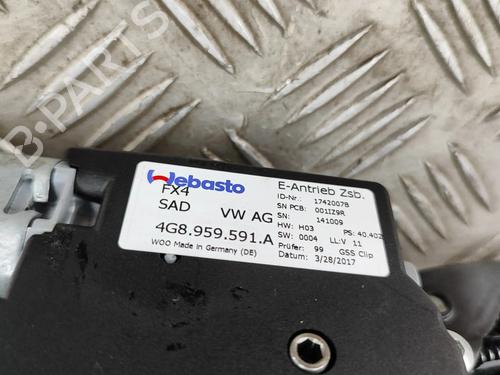 B-PARTS
Webasto
FX4
SAD VW AG
4G8.959.591.A
WOO Made in Germany (DE)
E-Antrieb Zsb.
ID-Nr.: 1742007B
SN PCB: 001IZ9R
SN: 141009
HW: H03 PS: 40.402
SW: 0004 LL:V 11
Prüfer: 99 GSS Clip
Datum: 3/28/2017